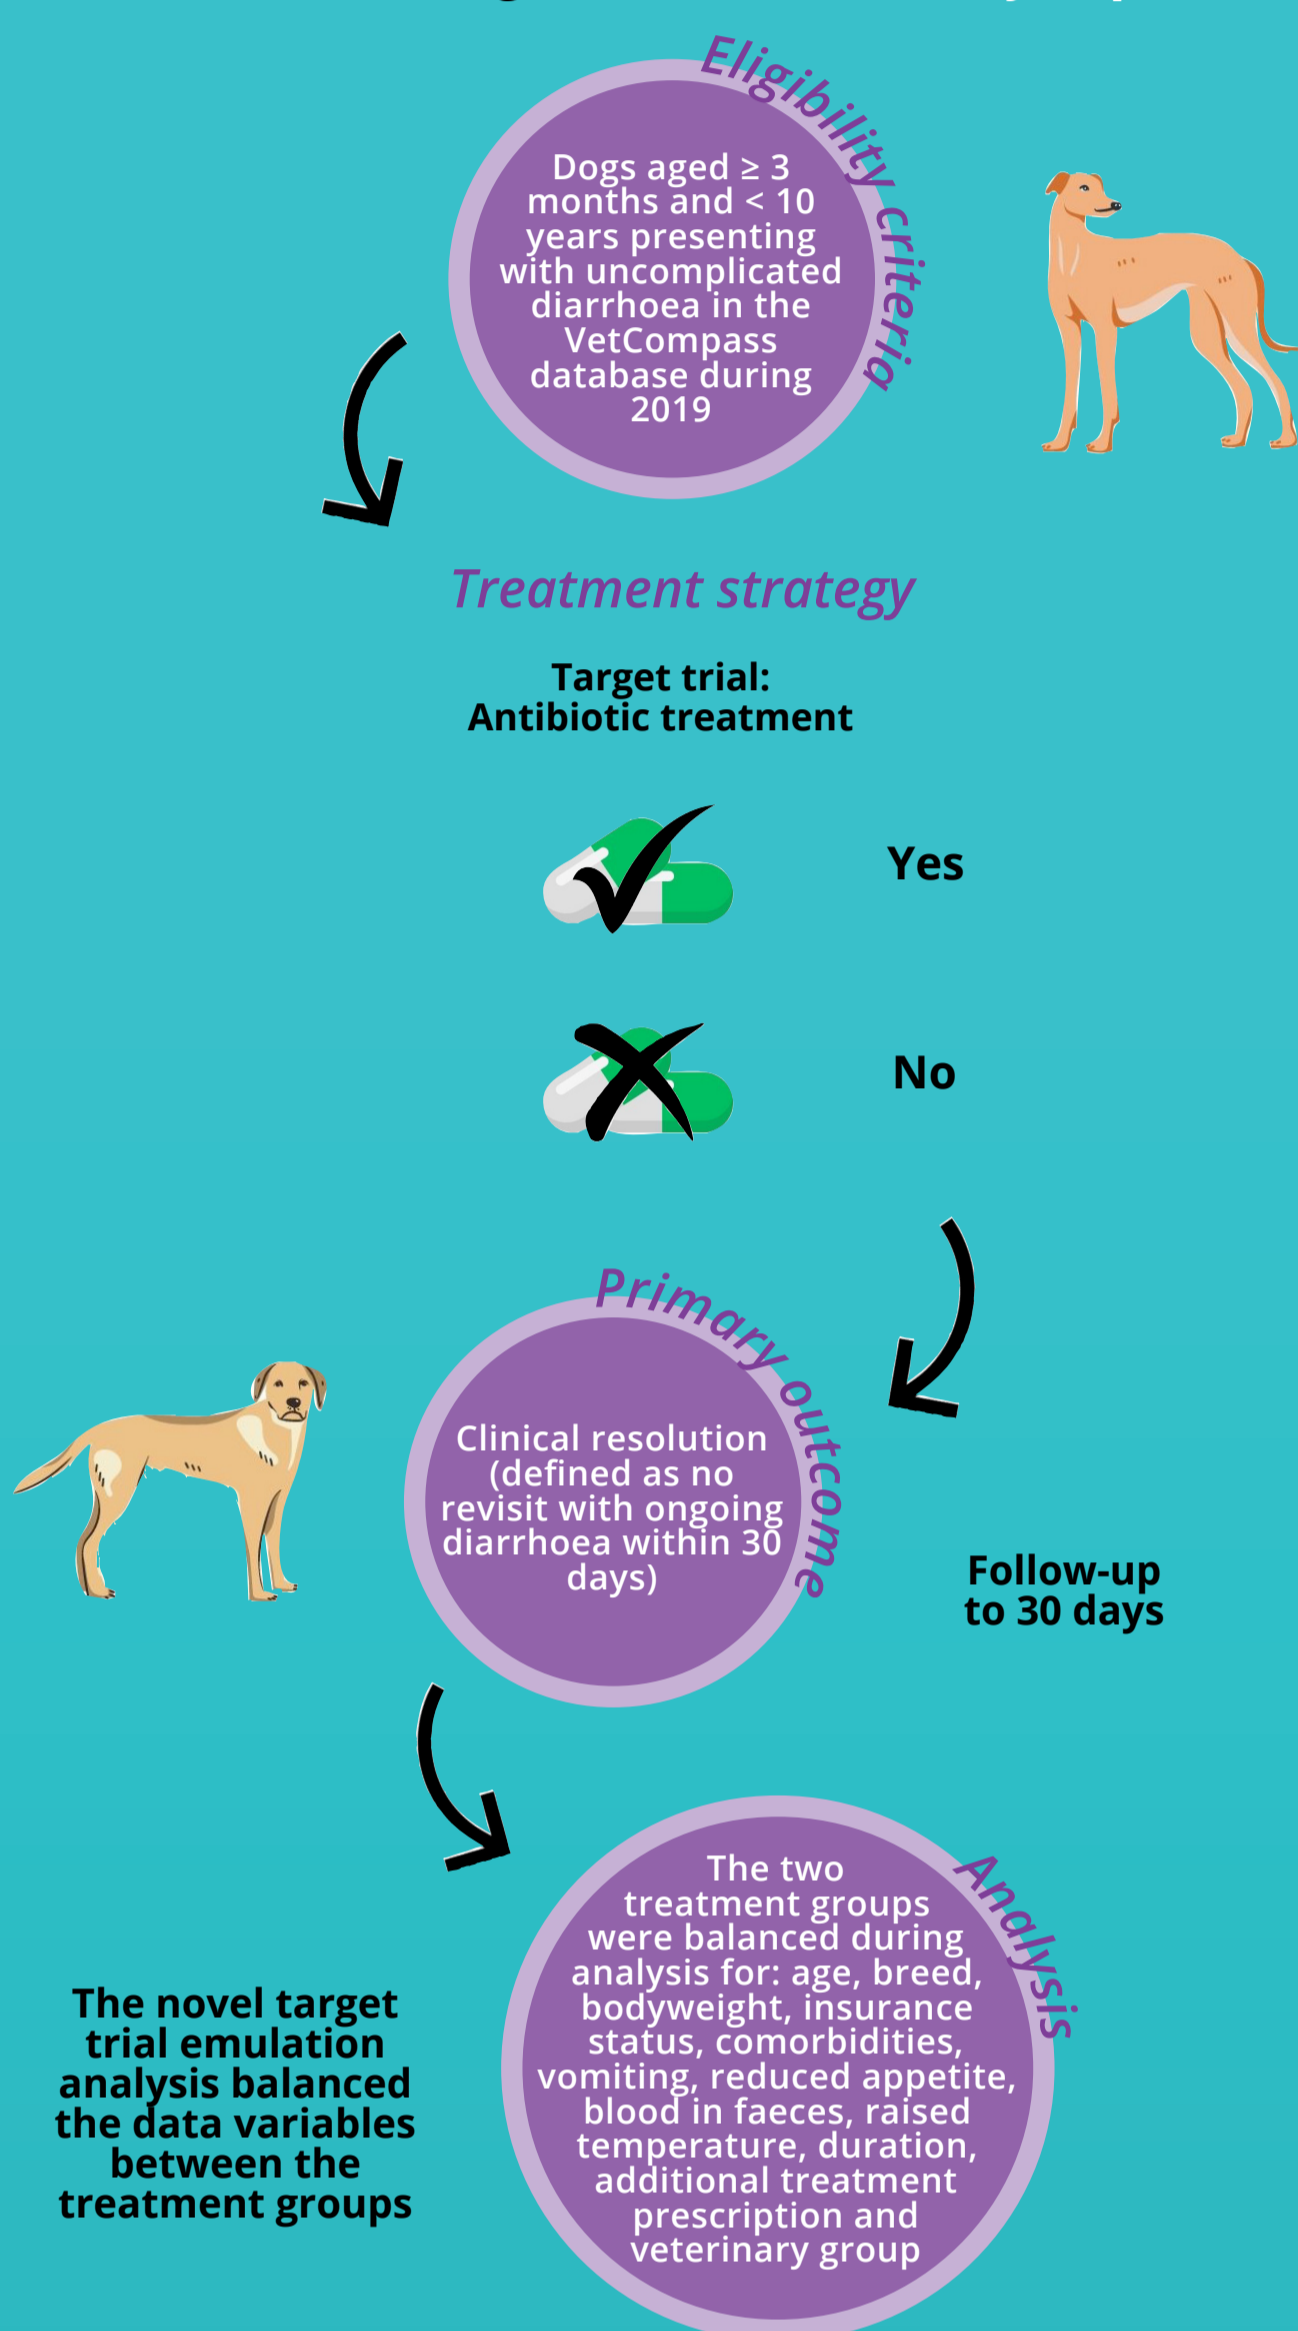 Eligibility criteria
Dogs aged ≥ 3
months and < 10
years presenting
with uncomplicated
diarrhoea in the
VetCompass
database during
2019
Treatment strategy
Target trial:
Antibiotic treatment
Yes
No
Primary outcome
Clinical resolution
(defined as no
revisit with ongoing
diarrhoea within 30
days)
Follow-up
to 30 days
Analysis
The two
treatment groups
were balanced during
analysis for: age, breed,
bodyweight, insurance
status, comorbidities,
vomiting, reduced appetite,
blood in faeces, raised
temperature, duration,
additional treatment
prescription and
veterinary group
The novel target
trial emulation
analysis balanced
the data variables
between the
treatment groups